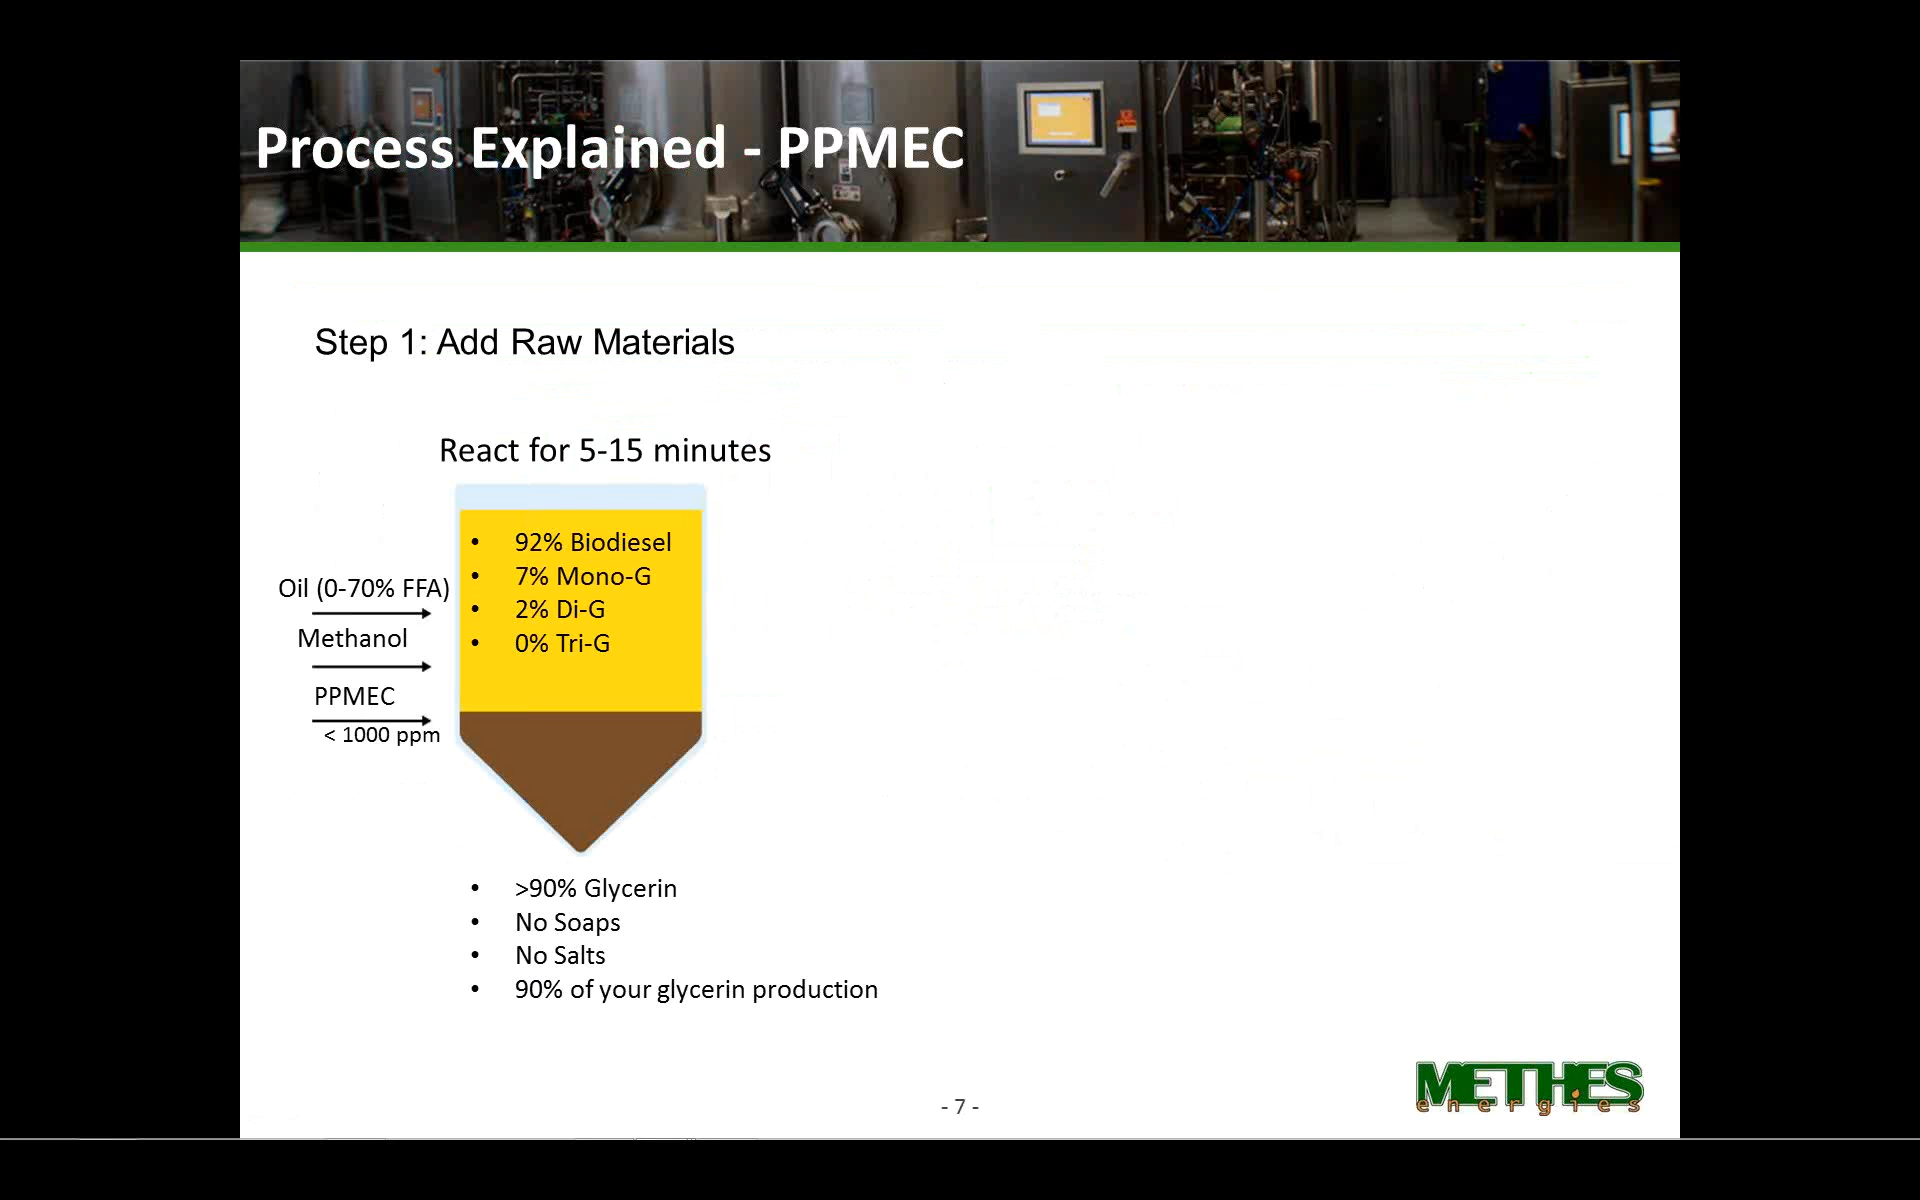 Process Explained - PPMEC
Step 1: Add Raw Materials
React for 5-15 minutes
• 92% Biodiesel
• 7% Mono-G
• 2% Di-G
• 0% Tri-G
Oil (0-70% FFA)
Methanol
PPMEC
< 1000 ppm
• >90% Glycerin
• No Soaps
• No Salts
• 90% of your glycerin production
METHES
energies
- 7 -